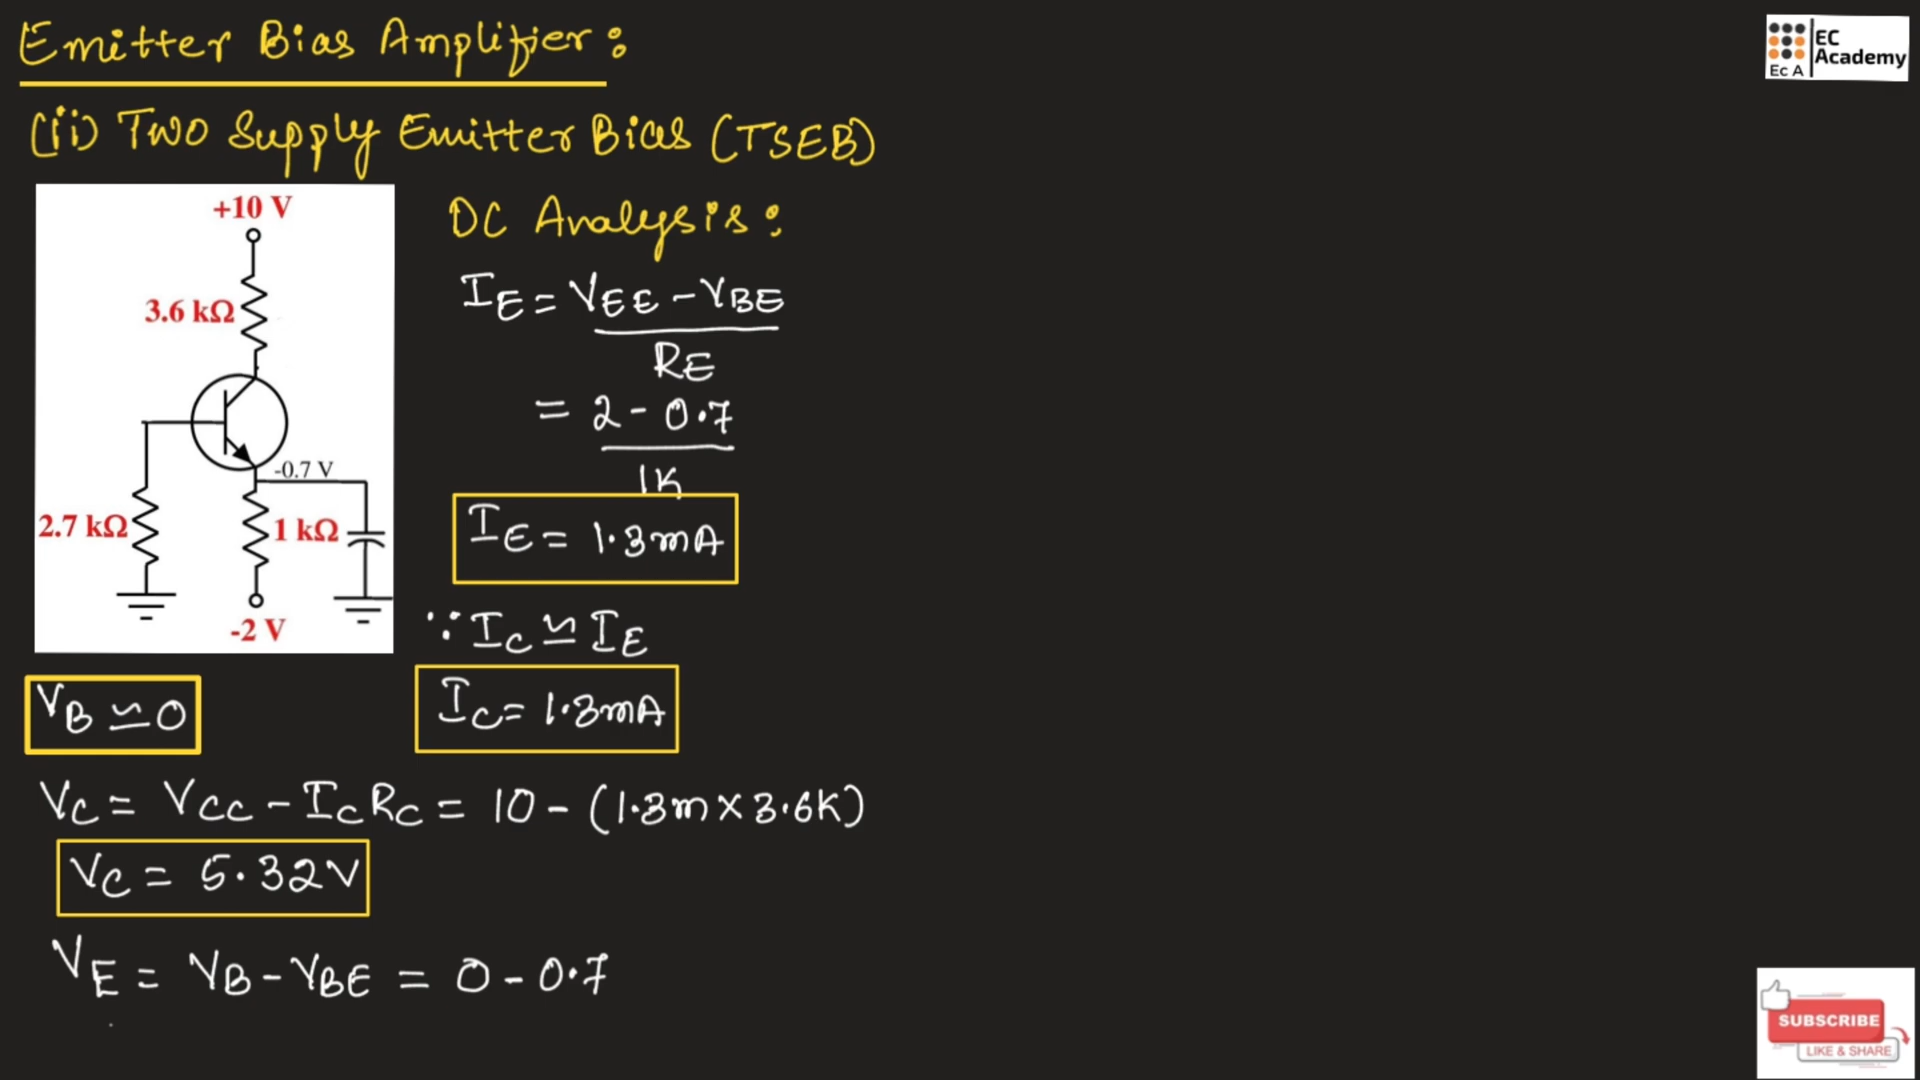 Emitter Bias Amplifier:
EC
Academy
Ec A
(ii) Two Supply Emitter Bias (TSEB)
+10 V
3.6 kΩ
-0.7 V
2.7 kΩ
1 kΩ
-2 V
DC Analysis:
IE = VEE - VBE
RE
= 2 - 0.7
1K
IE = 1.3mA
∵ IC ≃ IE
VB ≃ 0
IC = 1.3mA
VC = VCC - ICRC = 10 - (1.3m × 3.6K)
VC = 5.32V
VE = VB - VBE = 0 - 0.7
SUBSCRIBE
LIKE & SHARE